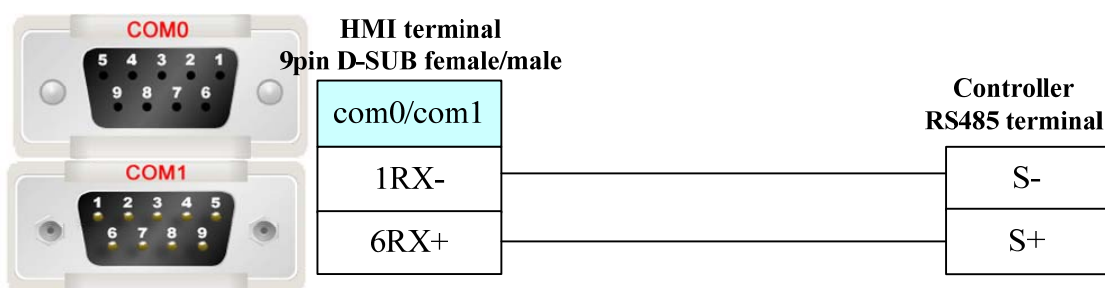 COM0
5 4 3 2 1
9 8 7 6
COM1
1 2 3 4 5
6 7 8 9
HMI terminal
9pin D-SUB female/male
com0/com1
1RX-
6RX+
Controller
RS485 terminal
S-
S+